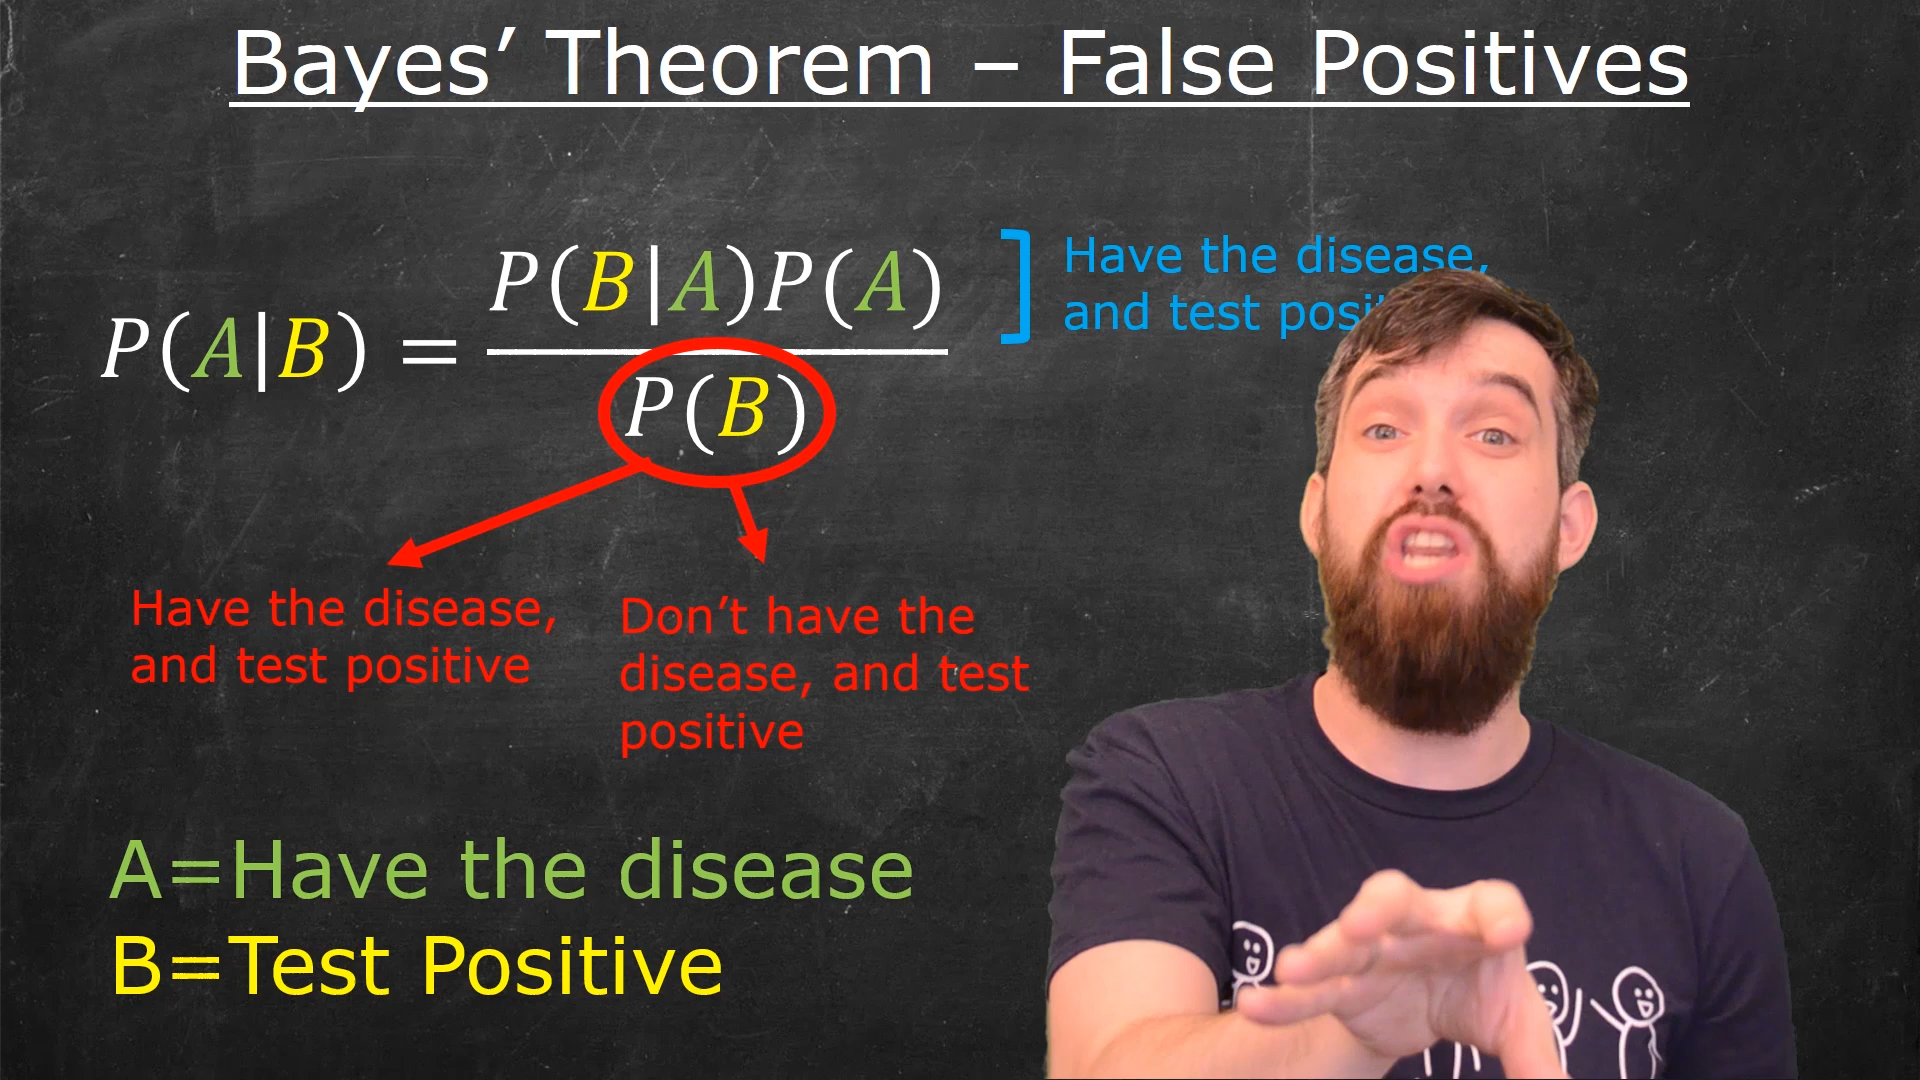 Bayes’ Theorem – False Positives
P(A|B) = P(B|A)P(A) / P(B)
Have the disease,
and test
Have the disease,
and test positive
Don’t have the
disease, and test
positive
A=Have the disease
B=Test Positive